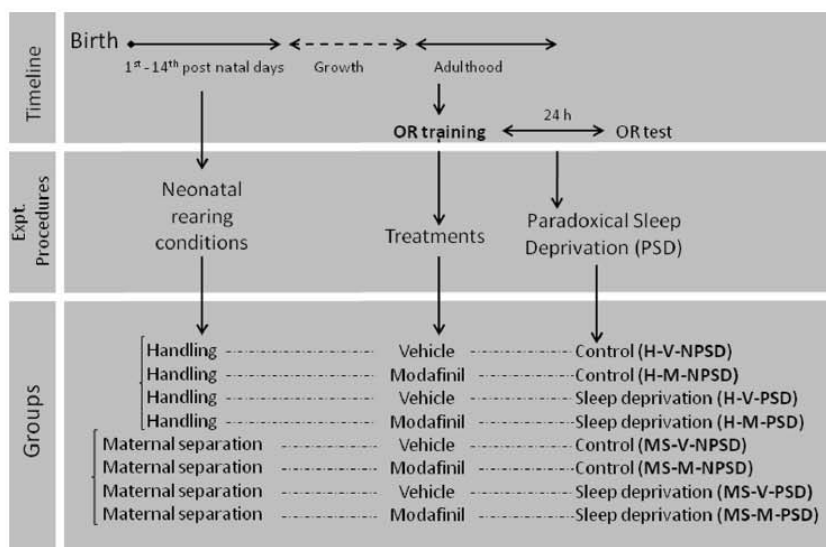 Timeline
Birth
1st - 14th post natal days
Growth
Adulthood
OR training
24 h
OR test
Expt.
Procedures
Neonatal
rearing
conditions
Treatments
Paradoxical Sleep
Deprivation (PSD)
Groups
Handling Vehicle Control (H-V-NPSD)
Handling Modafinil Control (H-M-NPSD)
Handling Vehicle Sleep deprivation (H-V-PSD)
Handling Modafinil Sleep deprivation (H-M-PSD)
Maternal separation Vehicle Control (MS-V-NPSD)
Maternal separation Modafinil Control (MS-M-NPSD)
Maternal separation Vehicle Sleep deprivation (MS-V-PSD)
Maternal separation Modafinil Sleep deprivation (MS-M-PSD)